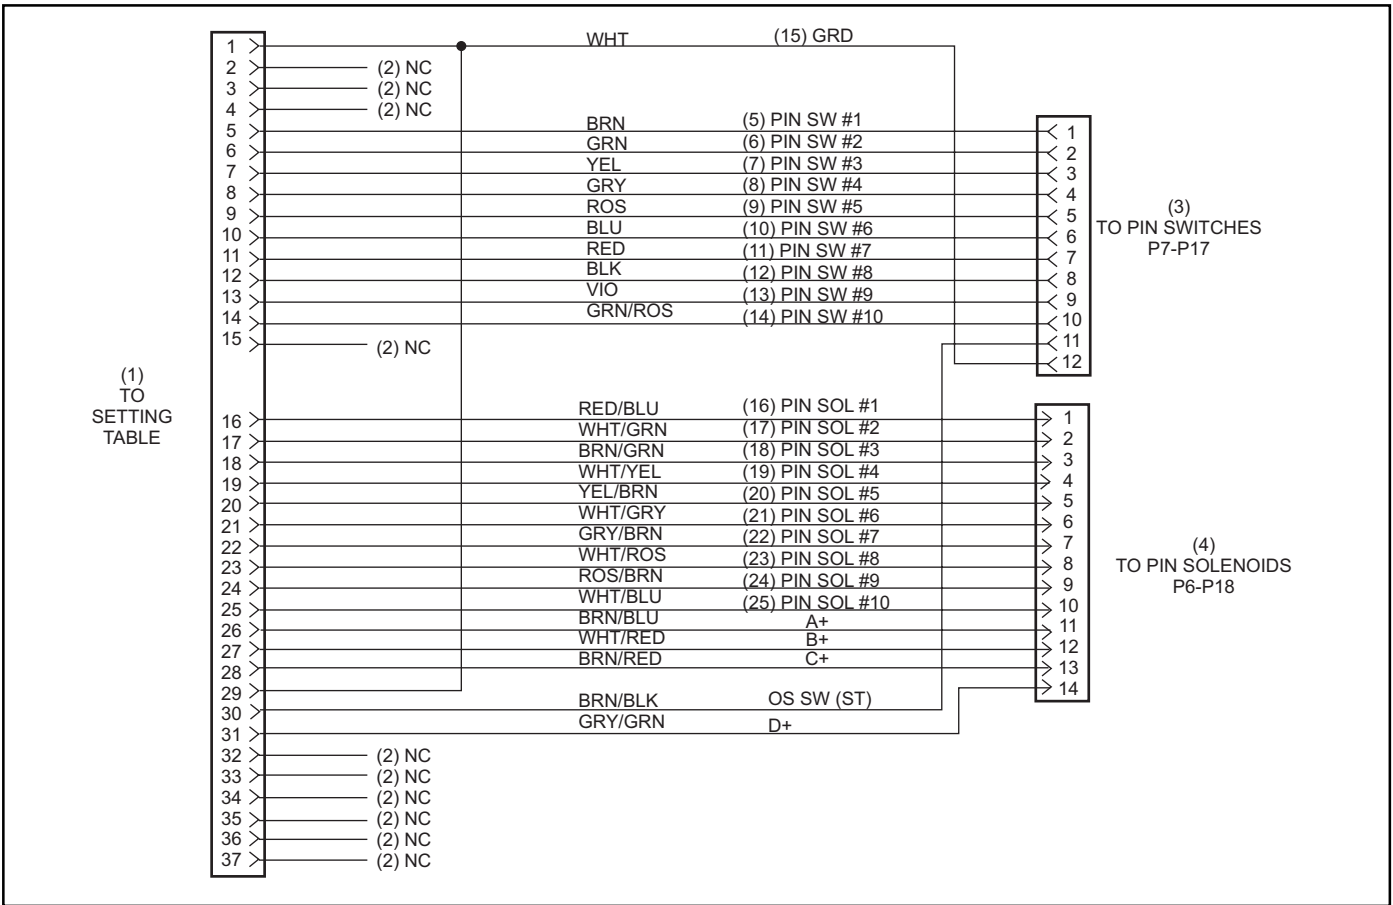 1 WHT (15) GRD
2 (2) NC
3 (2) NC
4 (2) NC
5 BRN (5) PIN SW #1 1
6 GRN (6) PIN SW #2 2
7 YEL (7) PIN SW #3 3
8 GRY (8) PIN SW #4 4
9 ROS (9) PIN SW #5 5
10 BLU (10) PIN SW #6 6
11 RED (11) PIN SW #7 7
12 BLK (12) PIN SW #8 8
13 VIO (13) PIN SW #9 9
14 GRN/ROS (14) PIN SW #10 10
15 (2) NC 11
12
(3)
TO PIN SWITCHES
P7-P17
(1)
TO
SETTING
TABLE
16 RED/BLU (16) PIN SOL #1 1
17 WHT/GRN (17) PIN SOL #2 2
18 BRN/GRN (18) PIN SOL #3 3
19 WHT/YEL (19) PIN SOL #4 4
20 YEL/BRN (20) PIN SOL #5 5
21 WHT/GRY (21) PIN SOL #6 6
22 GRY/BRN (22) PIN SOL #7 7
23 WHT/ROS (23) PIN SOL #8 8
24 ROS/BRN (24) PIN SOL #9 9
25 WHT/BLU (25) PIN SOL #10 10
26 BRN/BLU A+ 11
27 WHT/RED B+ 12
28 BRN/RED C+ 13
29 14
30 BRN/BLK OS SW (ST)
31 GRY/GRN D+
32 (2) NC
33 (2) NC
34 (2) NC
35 (2) NC
36 (2) NC
37 (2) NC
(4)
TO PIN SOLENOIDS
P6-P18